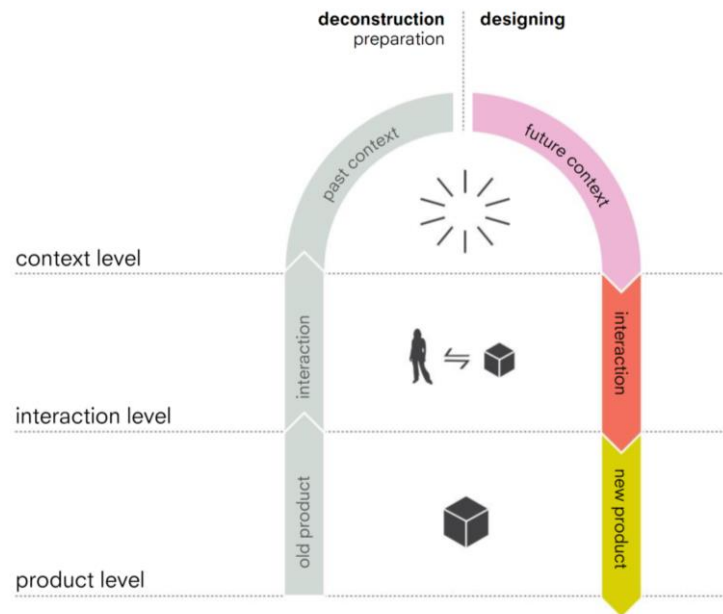 deconstruction
preparation
designing
past context
future context
context level
interaction
interaction
interaction level
old product
new product
product level